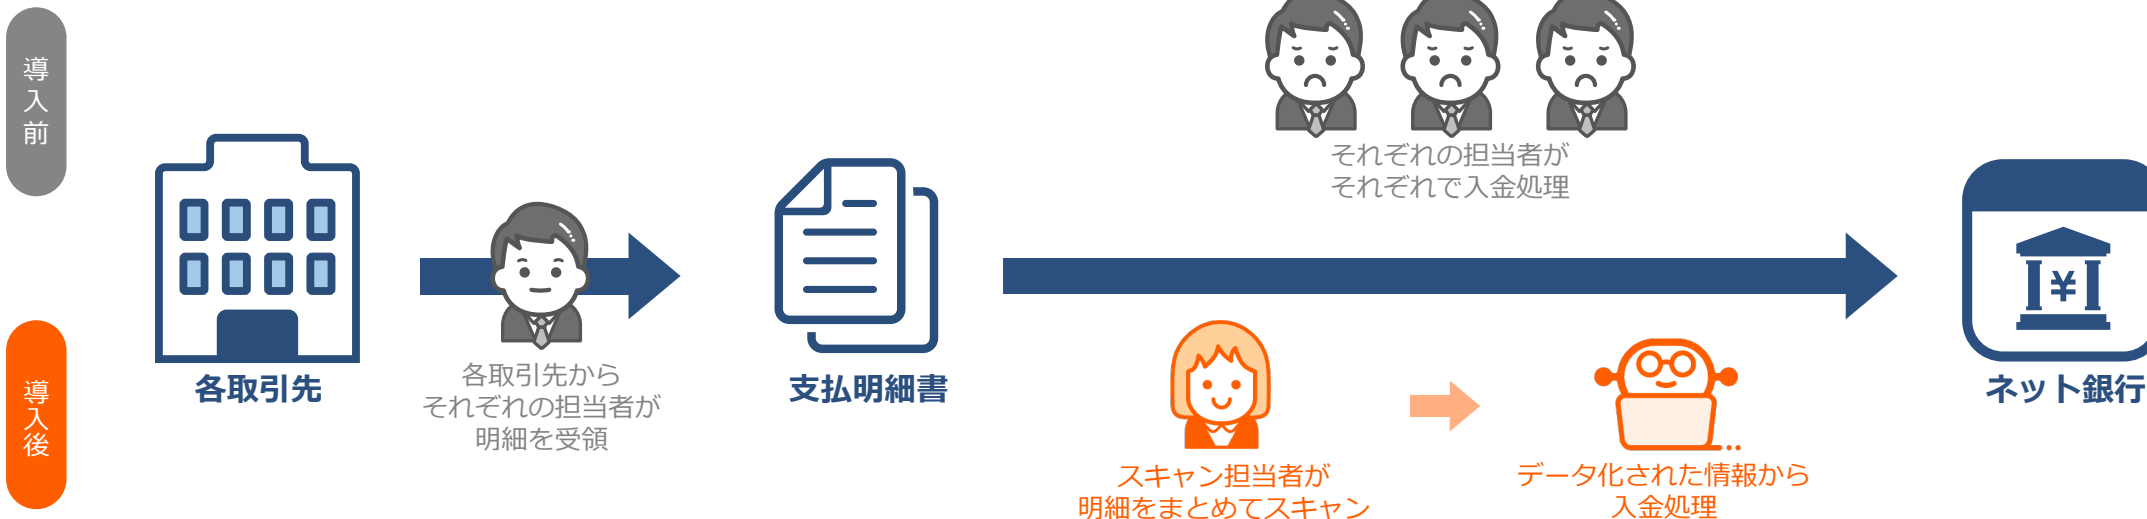 導入前
それぞれの担当者が
それぞれで入金処理
¥
各取引先
各取引先から
それぞれの担当者が
明細を受領
支払明細書
ネット銀行
導入後
スキャン担当者が
明細をまとめてスキャン
データ化された情報から
入金処理